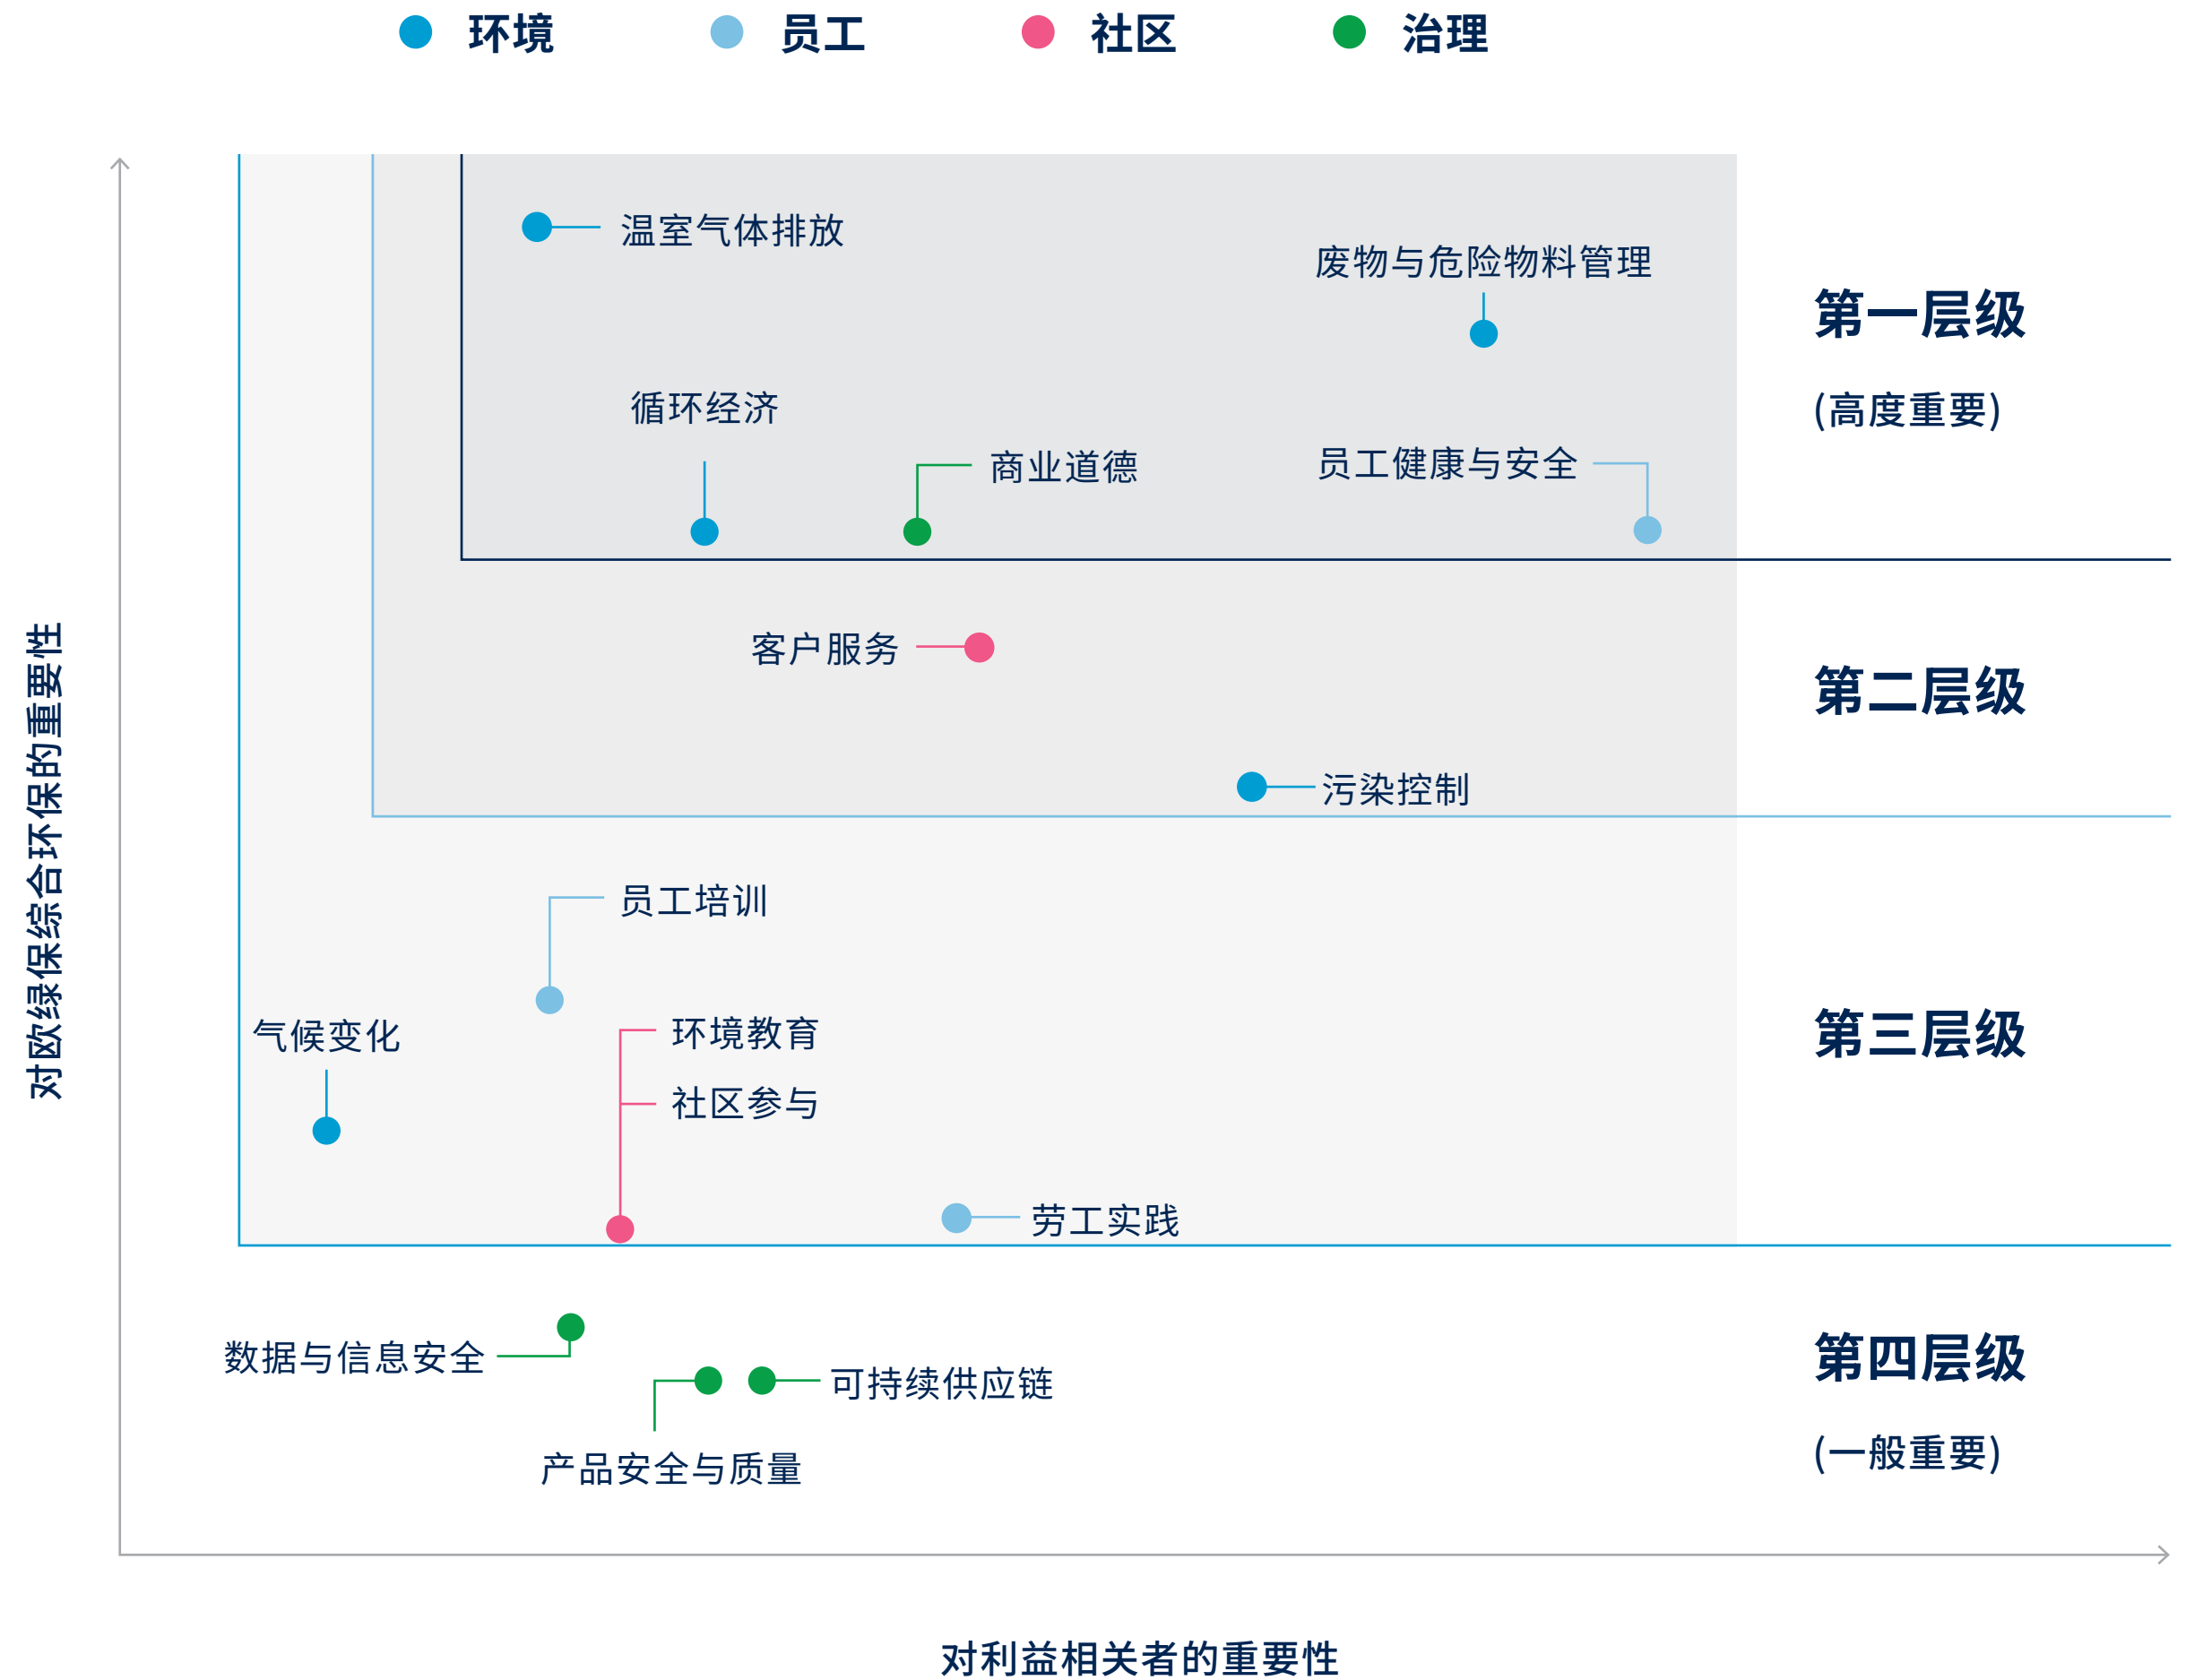 环境
员工
社区
治理
温室气体排放
废物与危险物料管理
第一层级
(高度重要)
循环经济
商业道德
员工健康与安全
客户服务
第二层级
污染控制
对欧绿保综合环保的重要性
员工培训
气候变化
环境教育
社区参与
第三层级
劳工实践
数据与信息安全
可持续供应链
产品安全与质量
第四层级
(一般重要)
对利益相关者的重要性